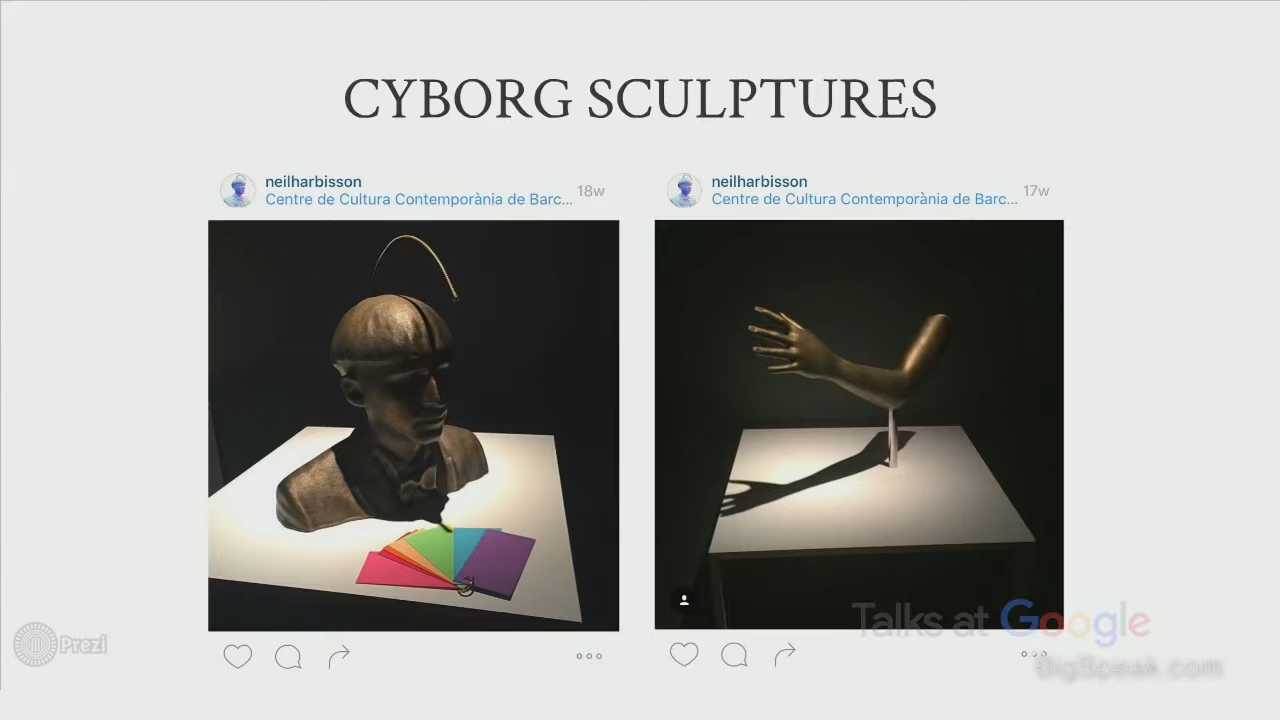 CYBORG SCULPTURES
neilharbisson
Centre de Cultura Contemporània de Barc...
18w
neilharbisson
Centre de Cultura Contemporània de Barc...
17w
Prezi
Talks at Google
BigSpeak.com